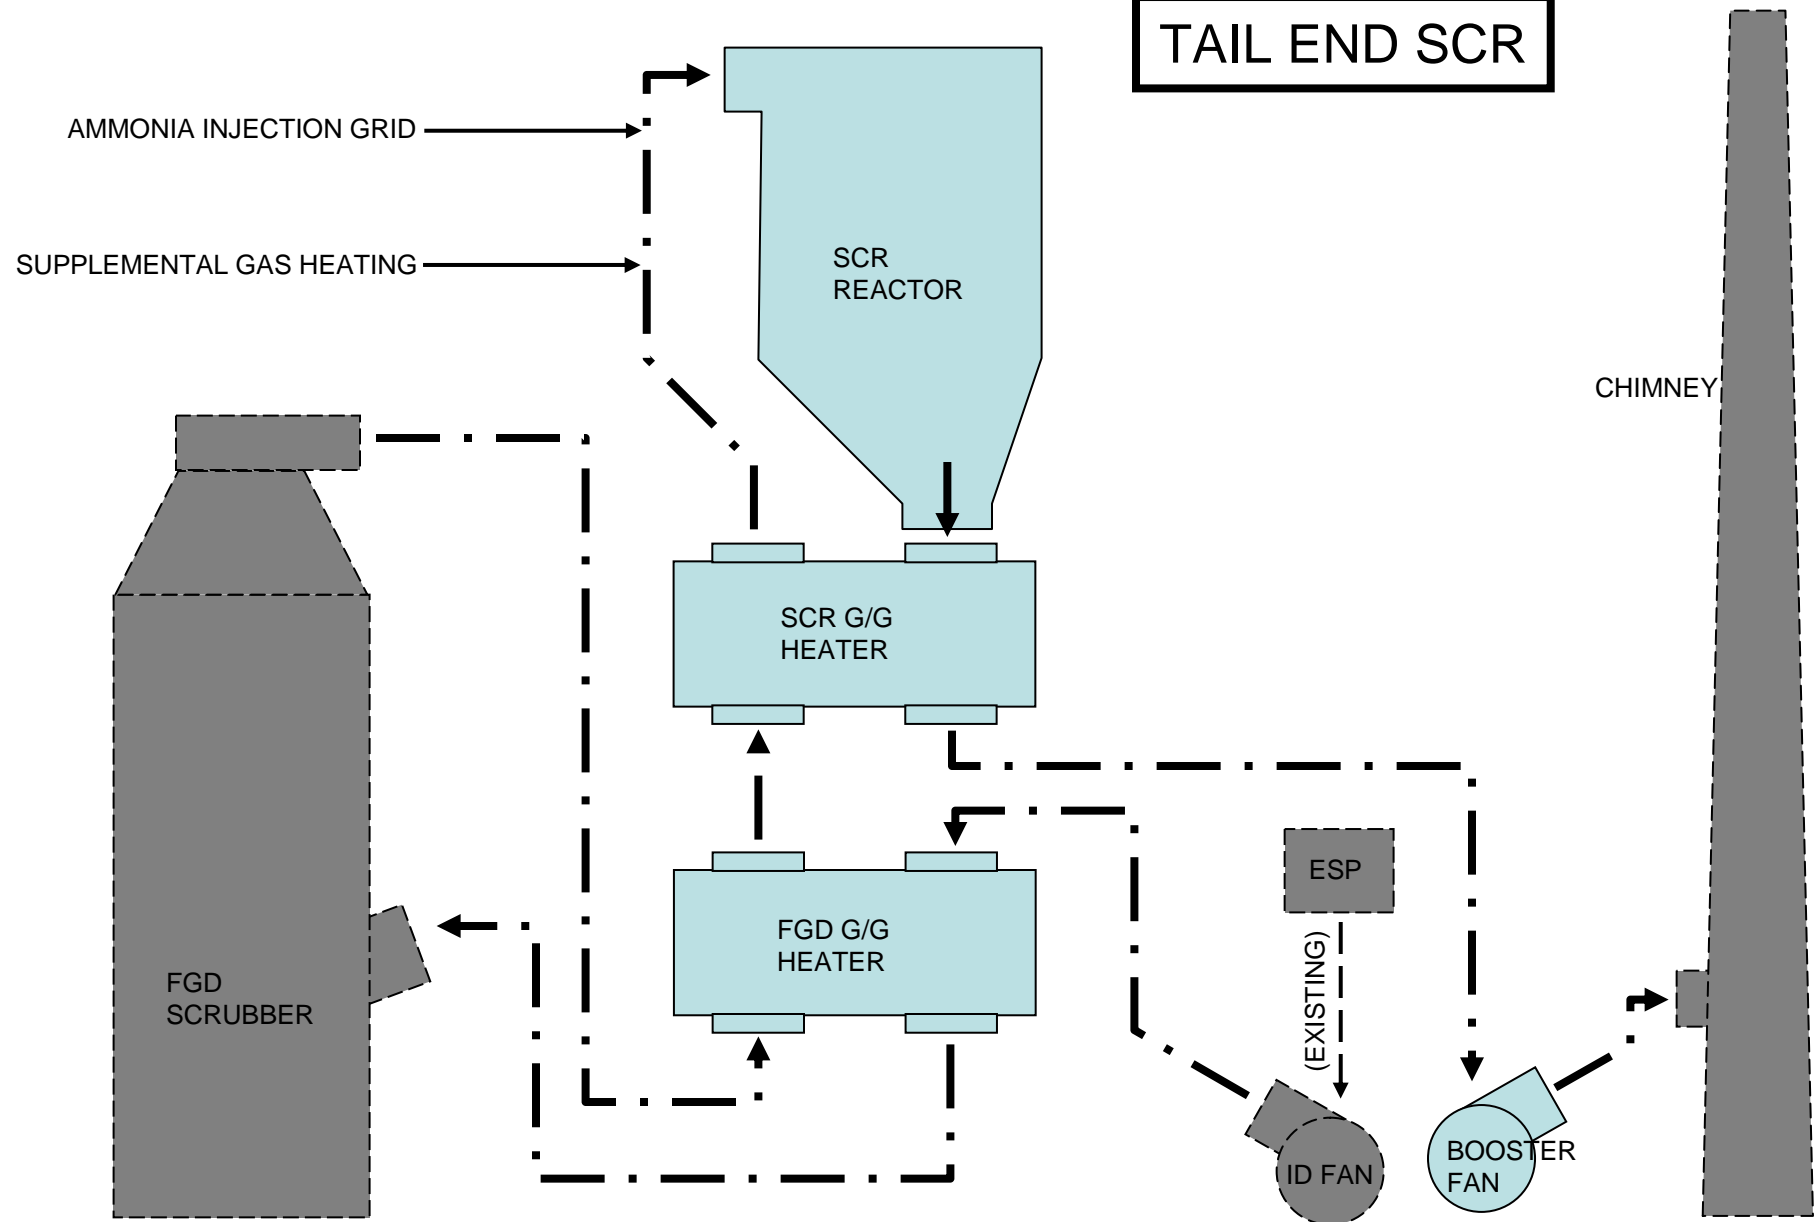 TAIL END SCR
AMMONIA INJECTION GRID
SUPPLEMENTAL GAS HEATING
SCR
REACTOR
CHIMNEY
SCR G/G
HEATER
ESP
FGD G/G
HEATER
(EXISTING)
FGD
SCRUBBER
ID FAN
BOOSTER
FAN